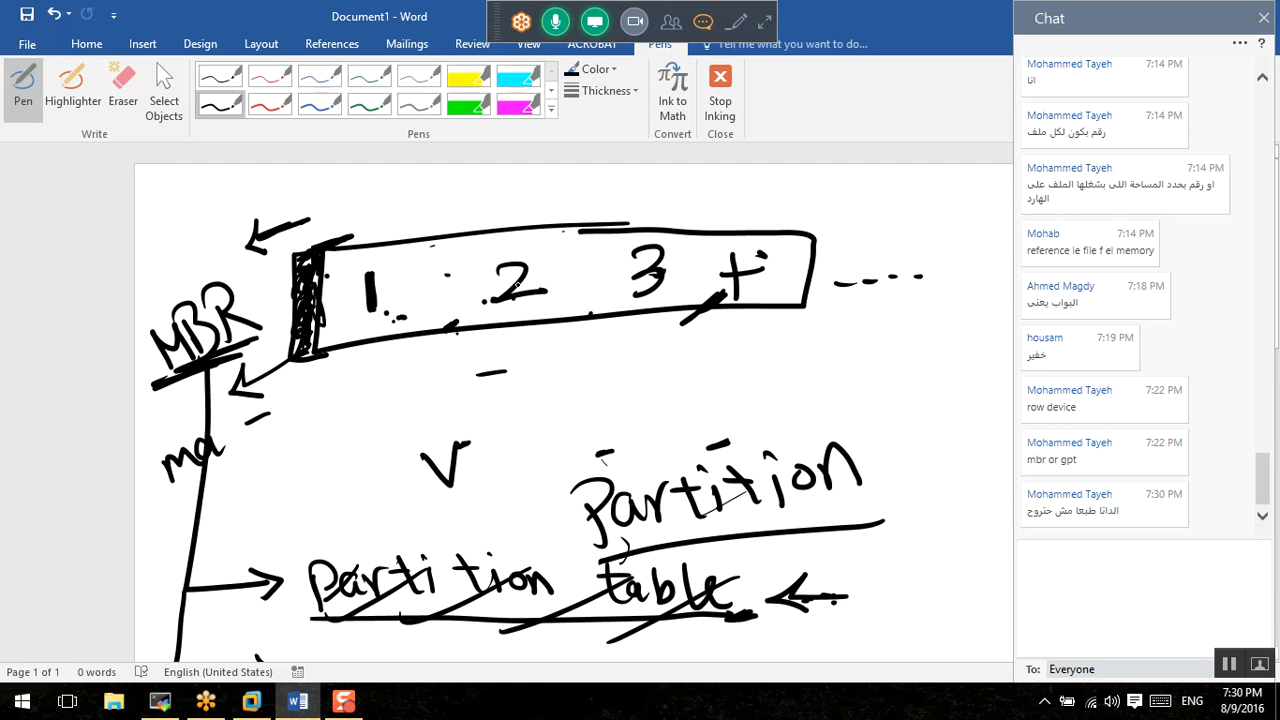 Document1 - Word
File
Home
Insert
Design
Layout
References
Mailings
Review
View
ACROBAT
Pens
Tell me what you want to do...
Pen
Highlighter
Eraser
Select Objects
Color
Thickness
Ink to Math
Stop Inking
Write
Pens
Convert
Close
1
2
3
MBR
ma
partition
partition table
Chat
Mohammed Tayeh 7:14 PM
انا
Mohammed Tayeh 7:14 PM
رقم بكون لكل ملف
Mohammed Tayeh 7:14 PM
او رقم بحدد المساحة اللى بشغلها الملف على
الهارد
Mohab 7:14 PM
reference le file f el memory
Ahmed Magdy 7:18 PM
البواب يعنى
housam 7:19 PM
خفير
Mohammed Tayeh 7:22 PM
row device
Mohammed Tayeh 7:22 PM
mbr or gpt
Mohammed Tayeh 7:30 PM
الداتا طبعا مش حتروح
To: Everyone
Page 1 of 1
0 words
English (United States)
ENG
7:30 PM
8/9/2016